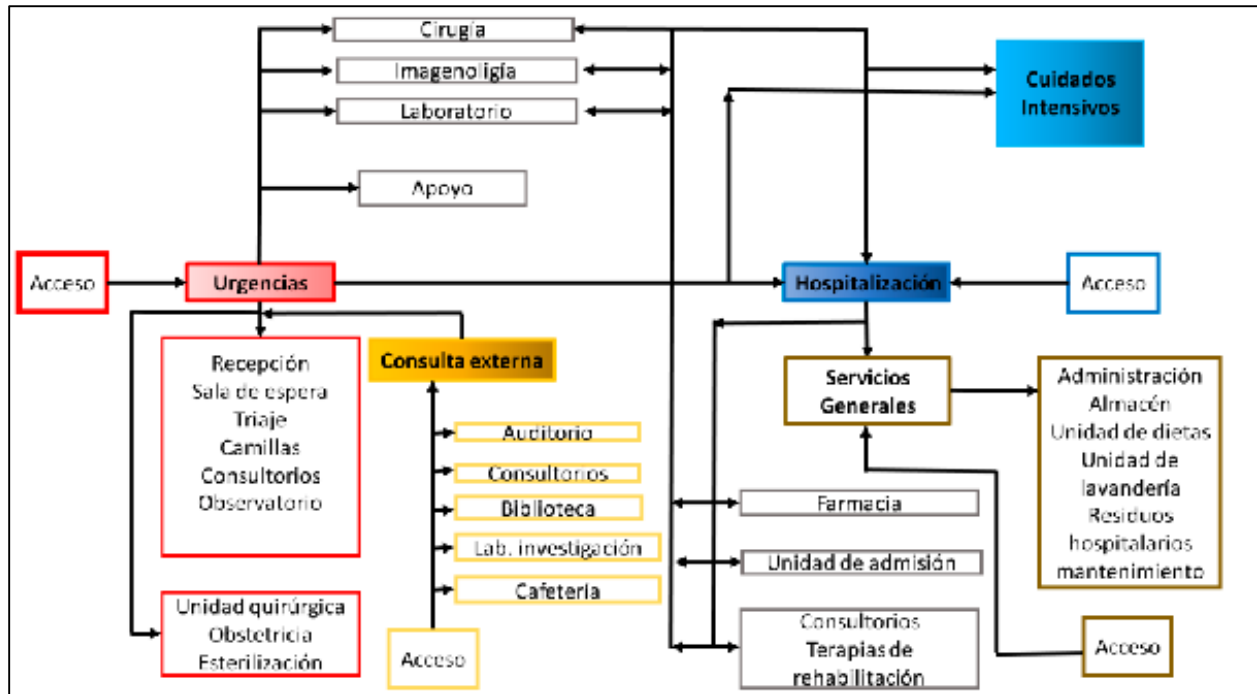 Cirugía
Imagenoligía
Laboratorio
Apoyo
Cuidados
Intensivos
Acceso
Urgencias
Hospitalización
Acceso
Recepción
Sala de espera
Triaje
Camillas
Consultorios
Observatorio
Consulta externa
Auditorio
Consultorios
Biblioteca
Lab. investigación
Cafetería
Acceso
Unidad quirúrgica
Obstetricia
Esterilización
Servicios
Generales
Administración
Almacén
Unidad de dietas
Unidad de
lavandería
Residuos
hospitalarios
mantenimiento
Farmacia
Unidad de admisión
Consultorios
Terapias de
rehabilitación
Acceso